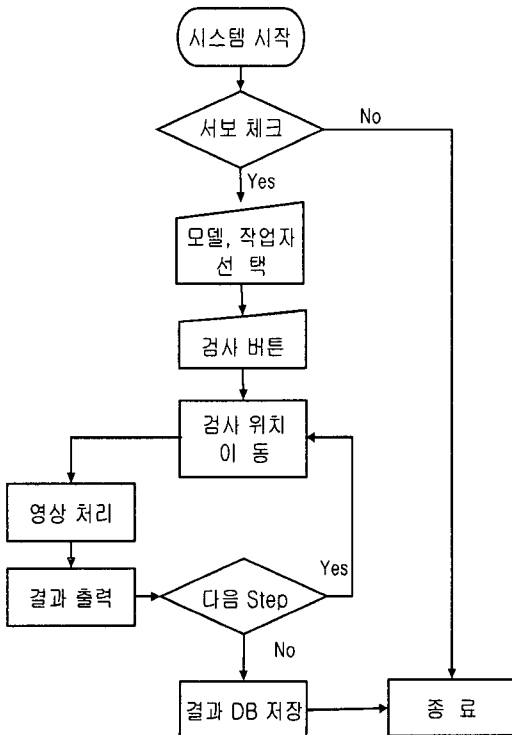 시스템 시작
서보 체크
No
Yes
모델, 작업자
선 택
검사 버튼
검사 위치
이 동
영상 처리
결과 출력
다음 Step
Yes
No
결과 DB 저장
종 료